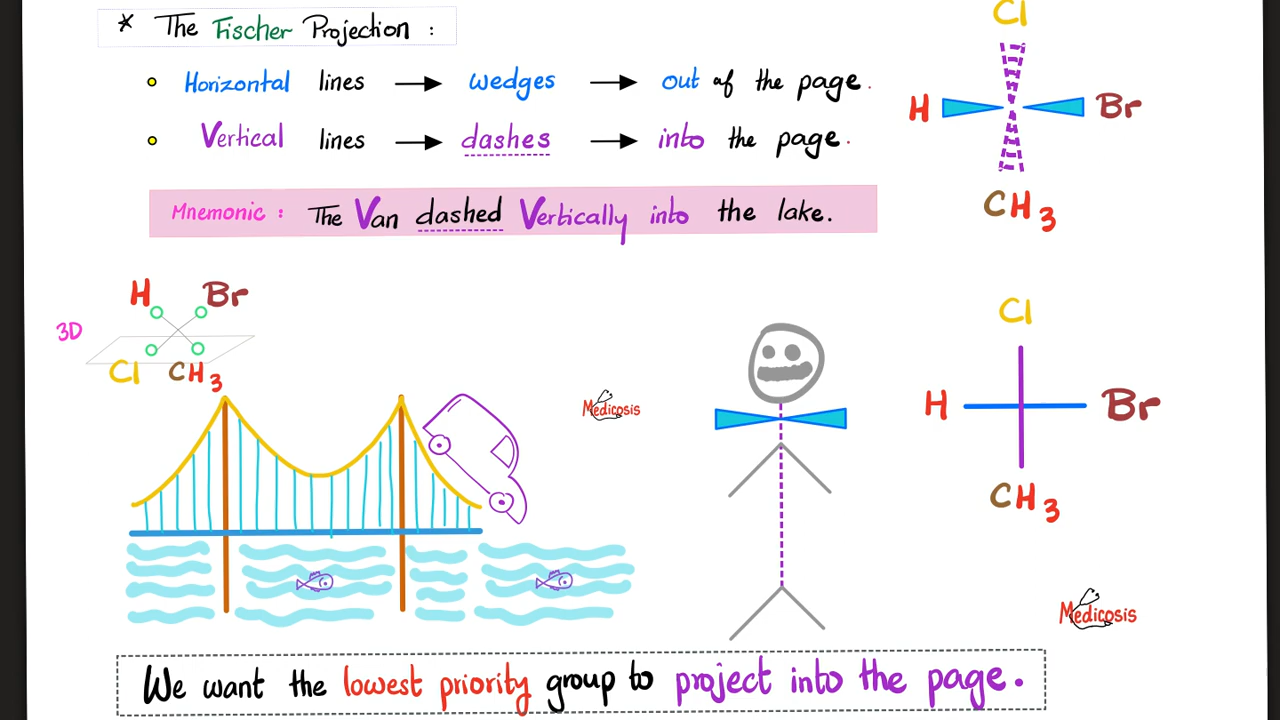 * The Fischer Projection :
Horizontal lines → wedges → out of the page.
Vertical lines → dashes → into the page.
Mnemonic : The Van dashed Vertically into the lake.
Cl
H Br
CH3
H Br
3D
Cl CH3
Medicosis
Cl
H Br
CH3
Medicosis
We want the lowest priority group to project into the page.